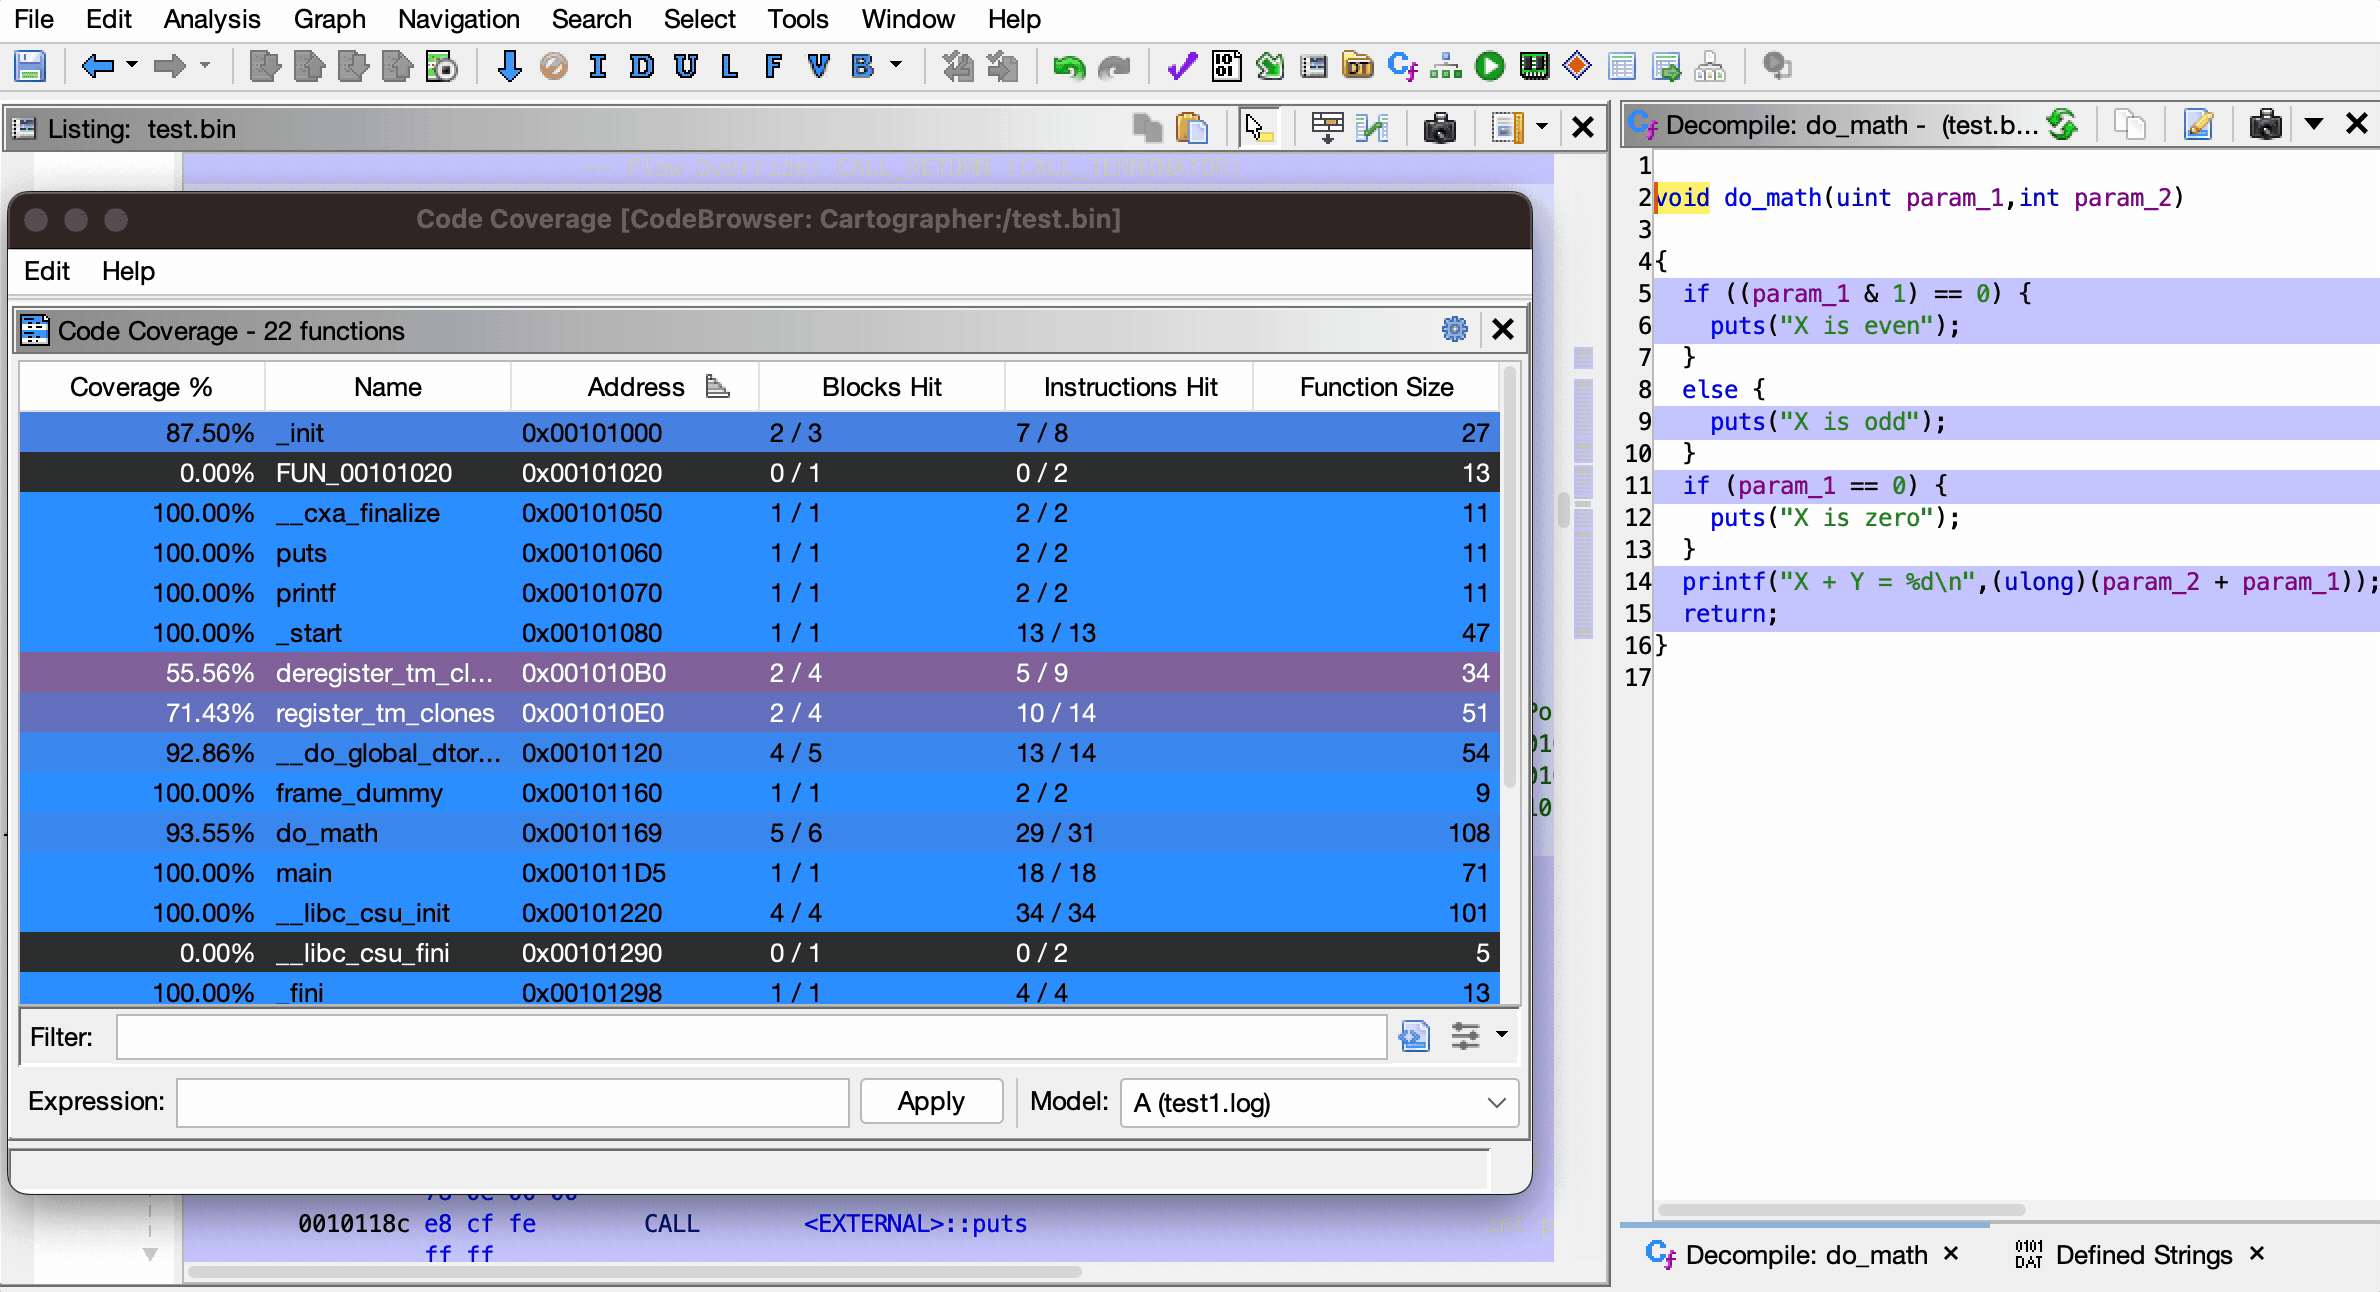 File Edit Analysis Graph Navigation Search Select Tools Window Help
I D U L F V B
Listing: test.bin
-- Flow Override: CALL_RETURN (CALL_TERMINATOR)
Code Coverage [CodeBrowser: Cartographer:/test.bin]
Edit Help
Code Coverage - 22 functions
Coverage % Name Address Blocks Hit Instructions Hit Function Size
87.50% _init 0x00101000 2 / 3 7 / 8 27
0.00% FUN_00101020 0x00101020 0 / 1 0 / 2 13
100.00% __cxa_finalize 0x00101050 1 / 1 2 / 2 11
100.00% puts 0x00101060 1 / 1 2 / 2 11
100.00% printf 0x00101070 1 / 1 2 / 2 11
100.00% _start 0x00101080 1 / 1 13 / 13 47
55.56% deregister_tm_cl... 0x001010B0 2 / 4 5 / 9 34
71.43% register_tm_clones 0x001010E0 2 / 4 10 / 14 51
92.86% __do_global_dtor... 0x00101120 4 / 5 13 / 14 54
100.00% frame_dummy 0x00101160 1 / 1 2 / 2 9
93.55% do_math 0x00101169 5 / 6 29 / 31 108
100.00% main 0x001011D5 1 / 1 18 / 18 71
100.00% __libc_csu_init 0x00101220 4 / 4 34 / 34 101
0.00% __libc_csu_fini 0x00101290 0 / 1 0 / 2 5
100.00% _fini 0x00101298 1 / 1 4 / 4 13
Filter:
Expression: Apply Model: A (test1.log)
0010118c e8 cf fe CALL <EXTERNAL>::puts
ff ff
Decompile: do_math - (test.b...
1
2 void do_math(uint param_1,int param_2)
3
4 {
5 if ((param_1 & 1) == 0) {
6 puts("X is even");
7 }
8 else {
9 puts("X is odd");
10 }
11 if (param_1 == 0) {
12 puts("X is zero");
13 }
14 printf("X + Y = %d\n",(ulong)(param_2 + param_1));
15 return;
16 }
17
Decompile: do_math × Defined Strings ×